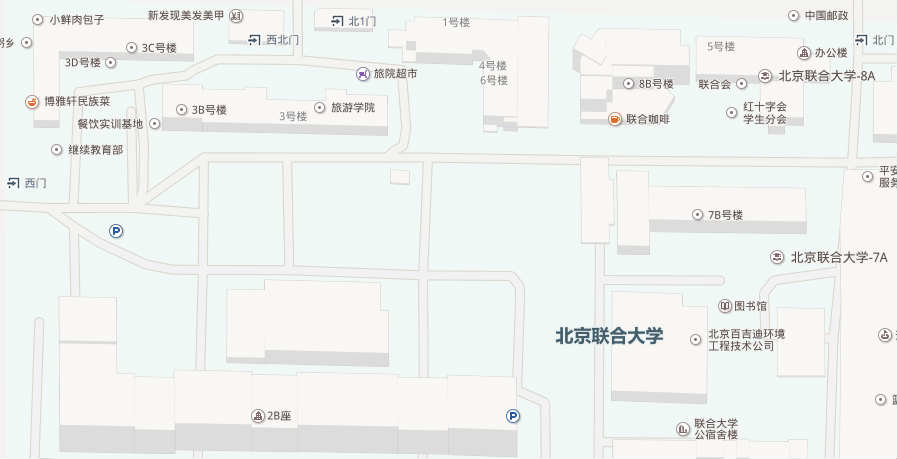 小鲜肉包子
新发现美发美甲
北1门
1号楼
中国邮政
西北门
3C号楼
3D号楼
旅院超市
4号楼
6号楼
5号楼
办公楼
北门
北京联合大学-8A
联合会
8B号楼
博雅轩民族菜
3B号楼
3号楼
旅游学院
餐饮实训基地
联合咖啡
红十字会
学生分会
继续教育部
西门
平安
服务
7B号楼
北京联合大学-7A
图书馆
北京联合大学
北京百吉迪环境
工程技术公司
2B座
联合大学
公宿舍楼